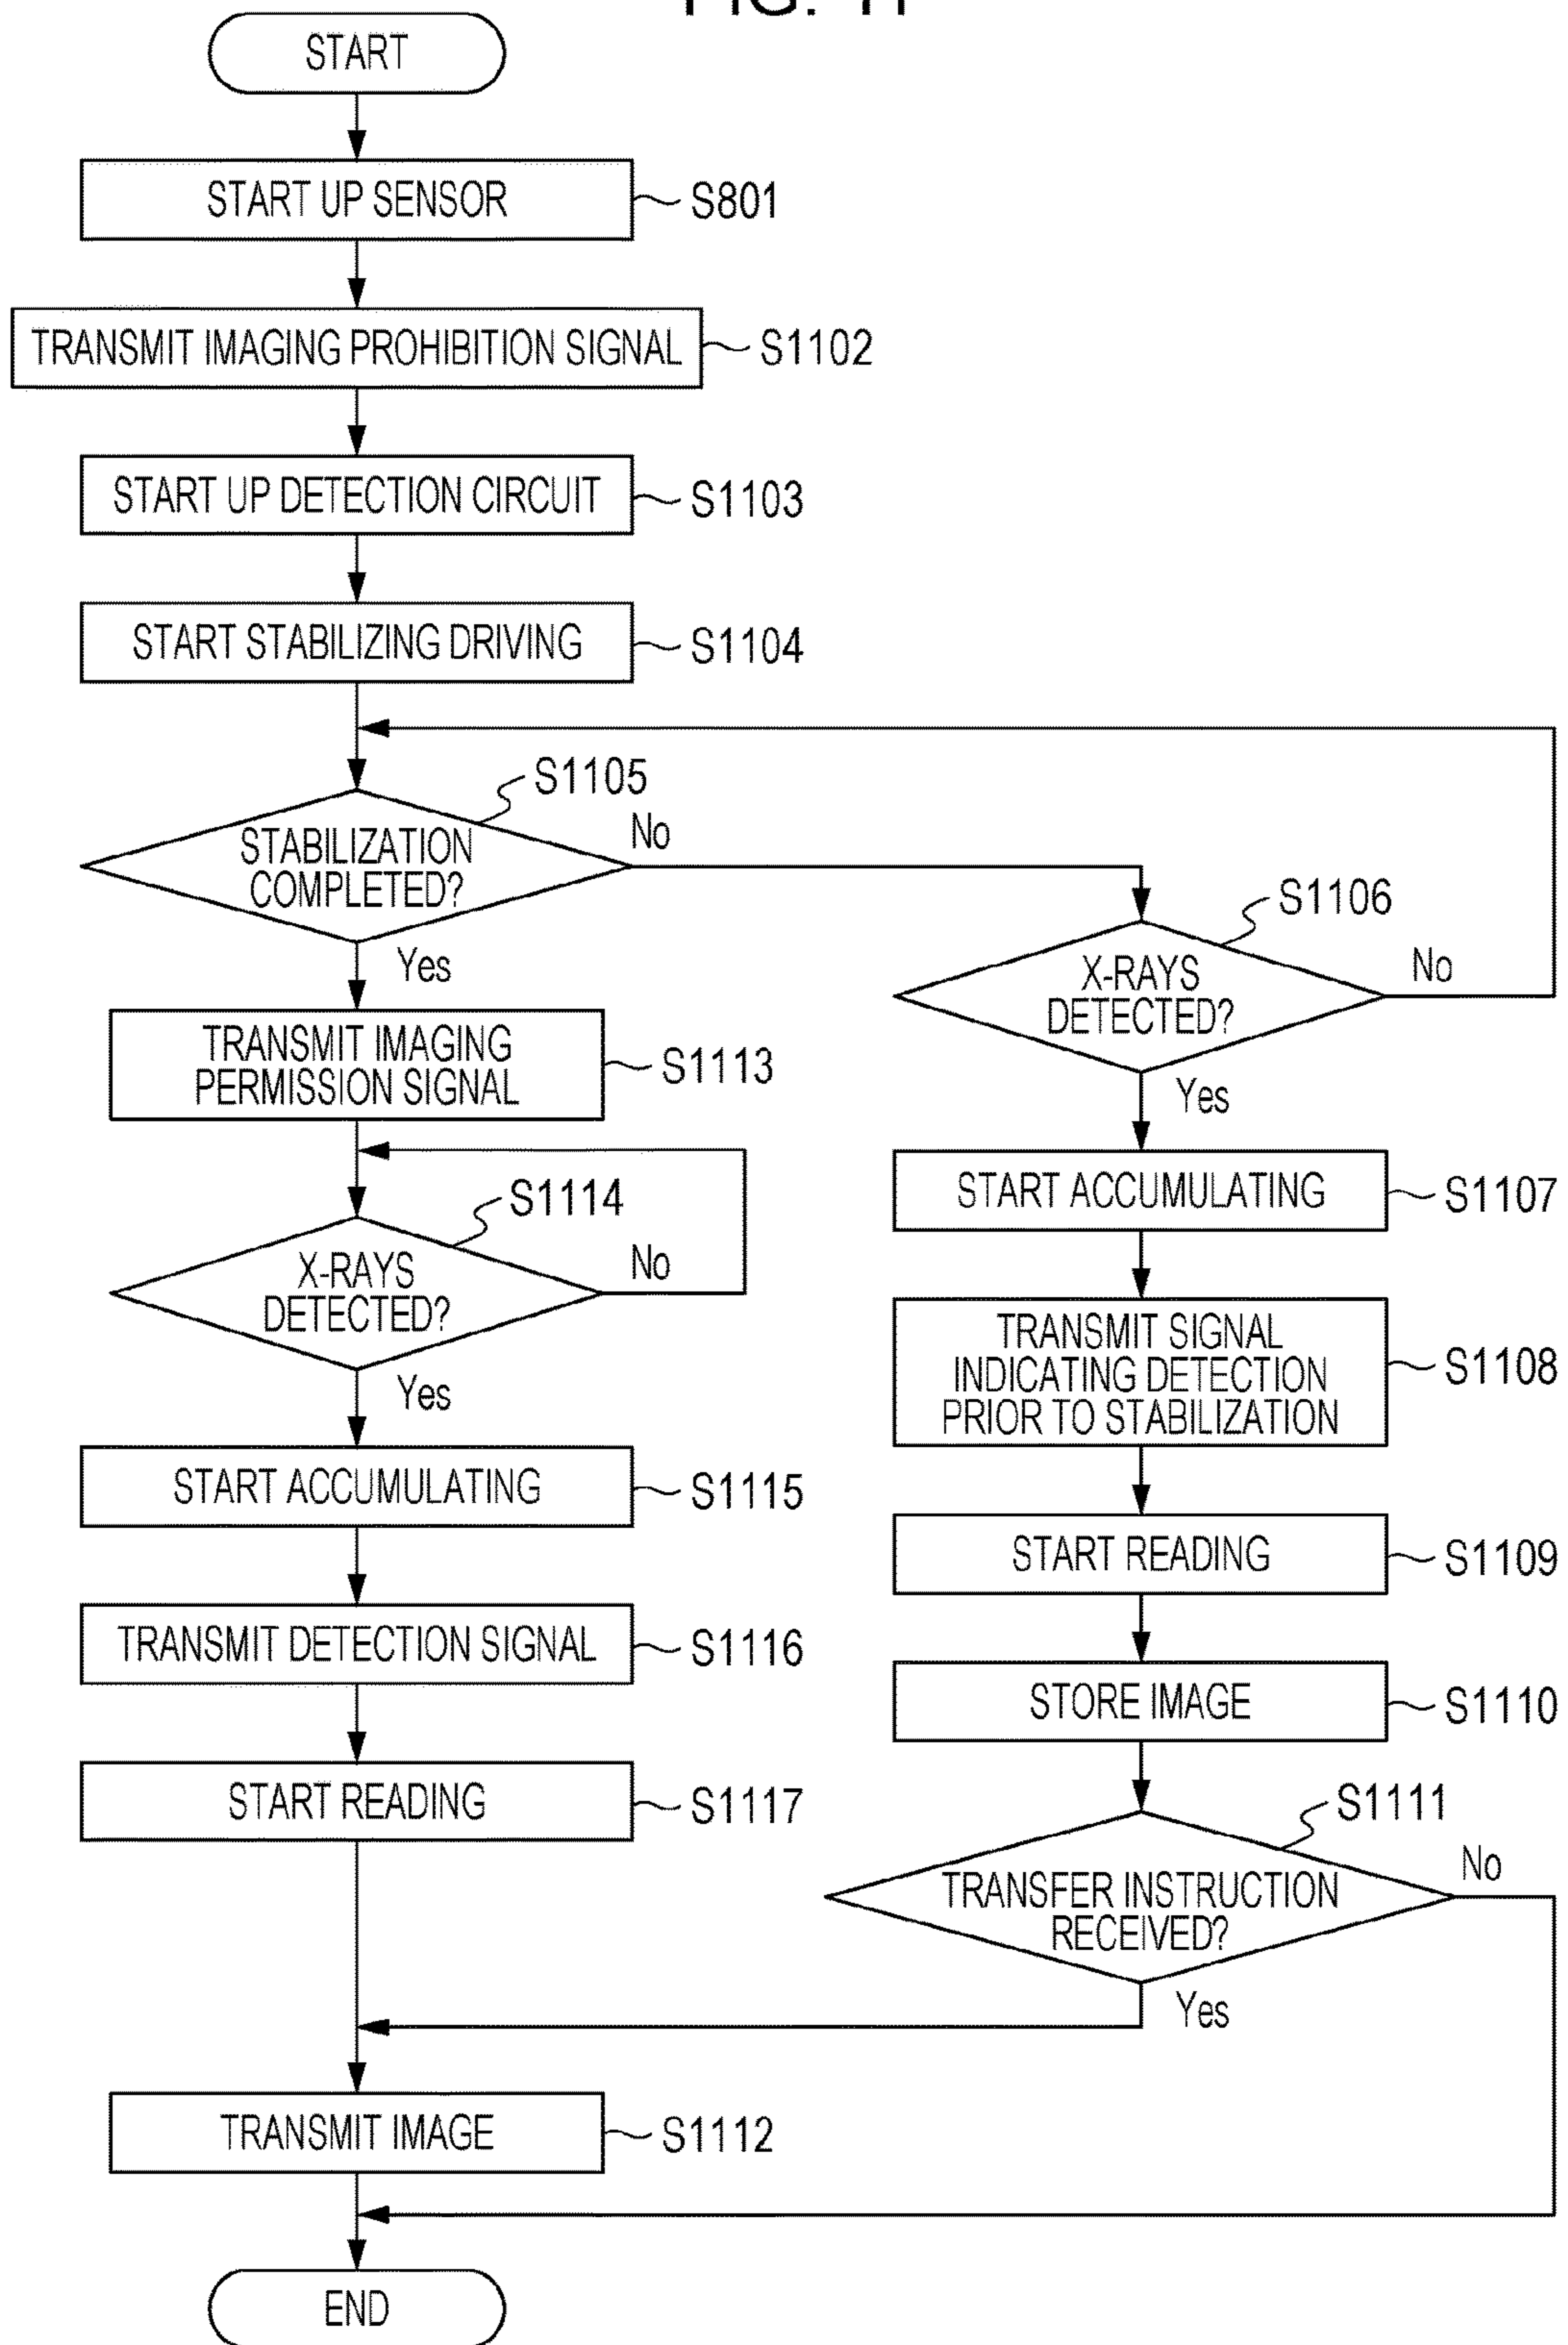 START
START UP SENSOR
S801
TRANSMIT IMAGING PROHIBITION SIGNAL
S1102
START UP DETECTION CIRCUIT
S1103
START STABILIZING DRIVING
S1104
S1105
STABILIZATION
COMPLETED?
No
Yes
S1106
X-RAYS
DETECTED?
No
Yes
TRANSMIT IMAGING
PERMISSION SIGNAL
S1113
S1114
X-RAYS
DETECTED?
No
Yes
START ACCUMULATING
S1107
TRANSMIT SIGNAL
INDICATING DETECTION
PRIOR TO STABILIZATION
S1108
START ACCUMULATING
S1115
START READING
S1109
TRANSMIT DETECTION SIGNAL
S1116
STORE IMAGE
S1110
START READING
S1117
S1111
TRANSFER INSTRUCTION
RECEIVED?
No
Yes
TRANSMIT IMAGE
S1112
END